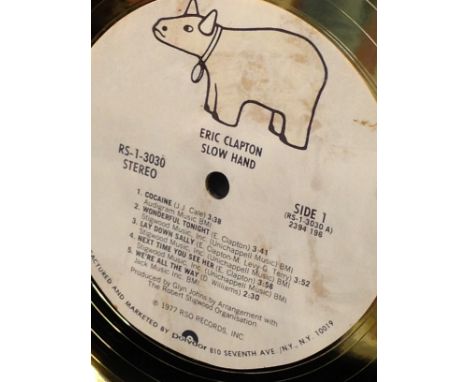 ERIC CLAPTON
SLOW HAND
RS-1-3030
STEREO
SIDE 1
(RS-1-3030 A)
2394 196
1. COCAINE (J.J. Cale) 3:38
Audigram Music BMI
2. WONDERFUL TONIGHT (E. Clapton) 3:41
Stigwood Music, Inc. (Unichappell Music) BMI
3. LAY DOWN SALLY (E. Clapton-M. Levy-G. Terry) 3:52
Stigwood Music, Inc. (Unichappell Music) BMI
4. NEXT TIME YOU SEE HER (E. Clapton) 3:56
Stigwood Music, Inc. (Unichappell Music) BMI
5. WE'RE ALL THE WAY (D. Williams) 2:30
Jack Music Inc. BMI
Produced by Glyn Johns by Arrangement with
The Robert Stigwood Organisation
℗ 1977 RSO RECORDS, INC
FACTURED AND MARKETED BY Polydor 810 SEVENTH AVE./N.Y., N.Y. 10019